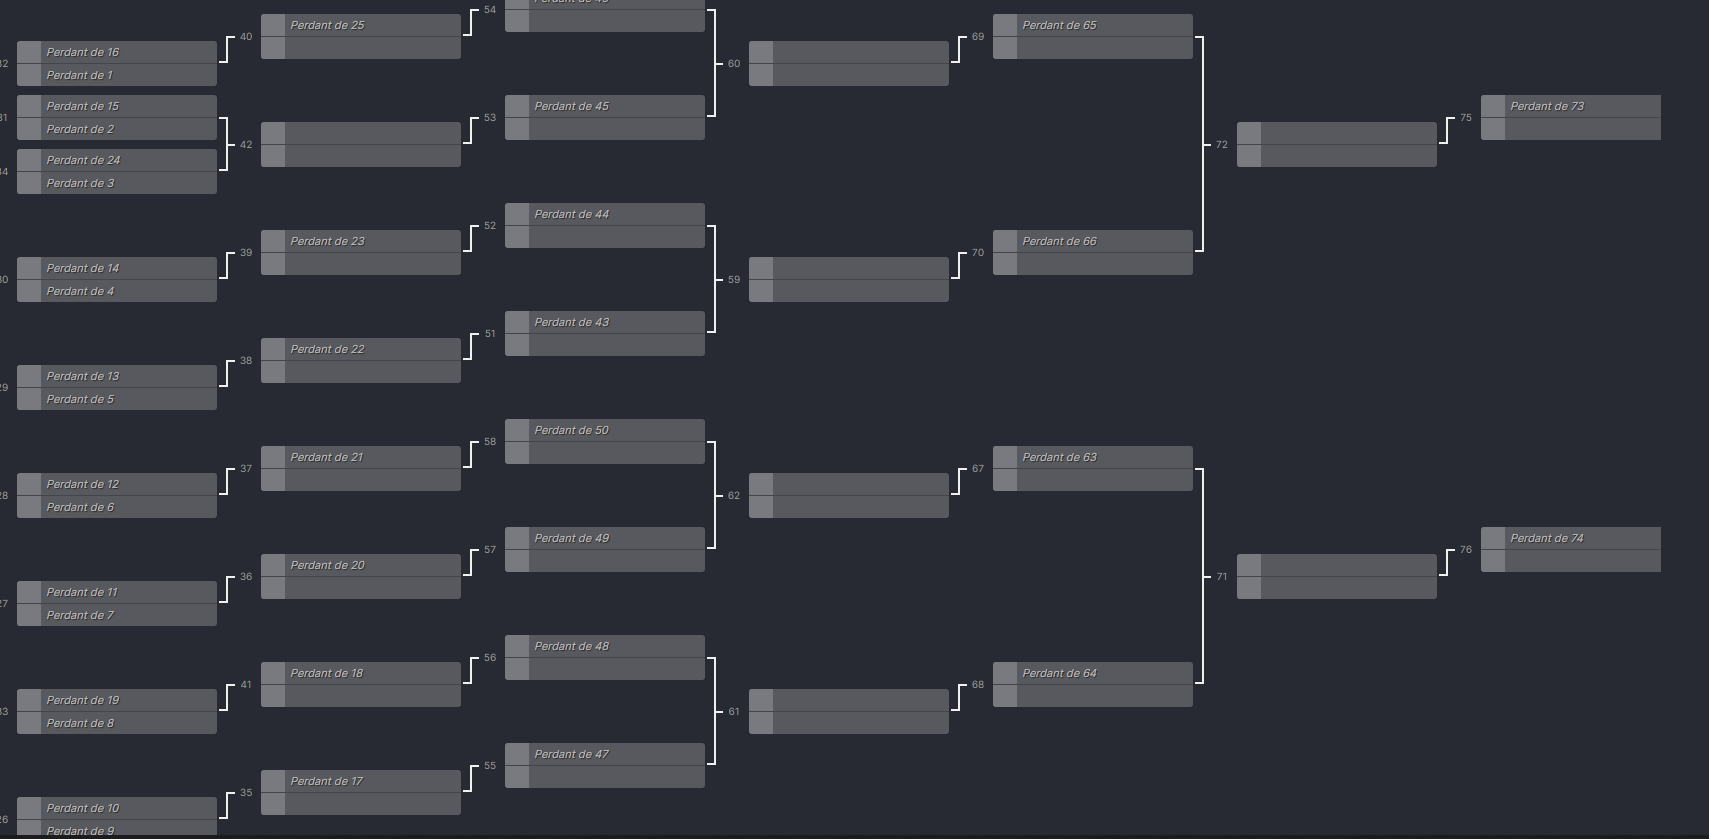 32
Perdant de 16
Perdant de 1
31
Perdant de 15
Perdant de 2
34
Perdant de 24
Perdant de 3
30
Perdant de 14
Perdant de 4
29
Perdant de 13
Perdant de 5
28
Perdant de 12
Perdant de 6
27
Perdant de 11
Perdant de 7
33
Perdant de 19
Perdant de 8
26
Perdant de 10
Perdant de 9
40
Perdant de 25
42
39
Perdant de 23
38
Perdant de 22
37
Perdant de 21
36
Perdant de 20
41
Perdant de 18
35
Perdant de 17
54
53
Perdant de 45
52
Perdant de 44
51
Perdant de 43
58
Perdant de 50
57
Perdant de 49
56
Perdant de 48
55
Perdant de 47
60
59
62
61
69
Perdant de 65
70
Perdant de 66
67
Perdant de 63
68
Perdant de 64
72
71
75
Perdant de 73
76
Perdant de 74